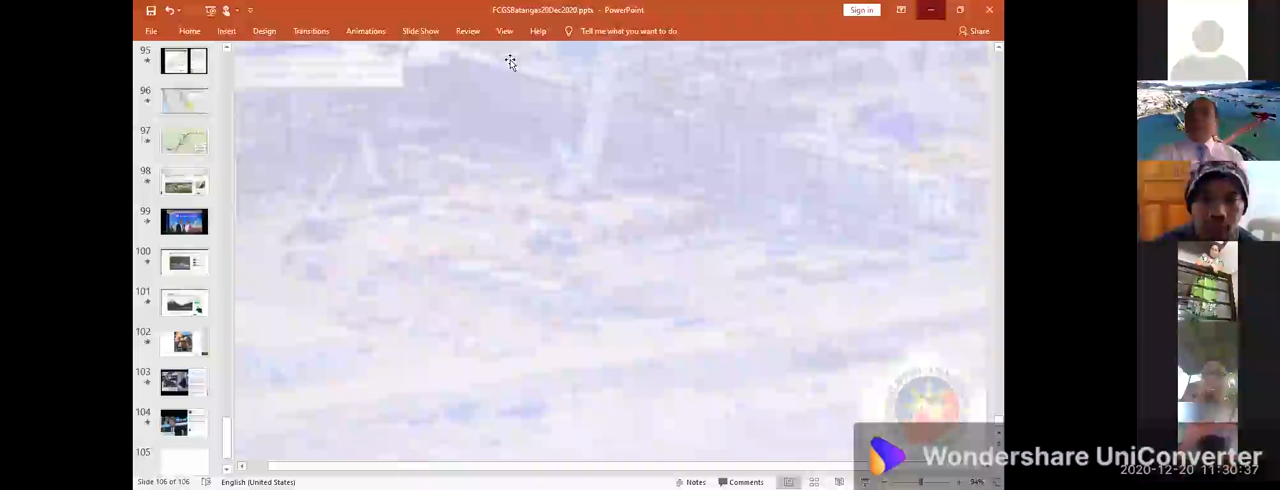 FCGSBatangas20Dec2020.pptx - PowerPoint
Sign in
File Home Insert Design Transitions Animations Slide Show Review View Help Tell me what you want to do
Share
95
96
97
98
99
100
101
102
103
104
105
Wondershare UniConverter
2020-12-20 11:30:37
Slide 106 of 106 English (United States) Notes Comments 94%